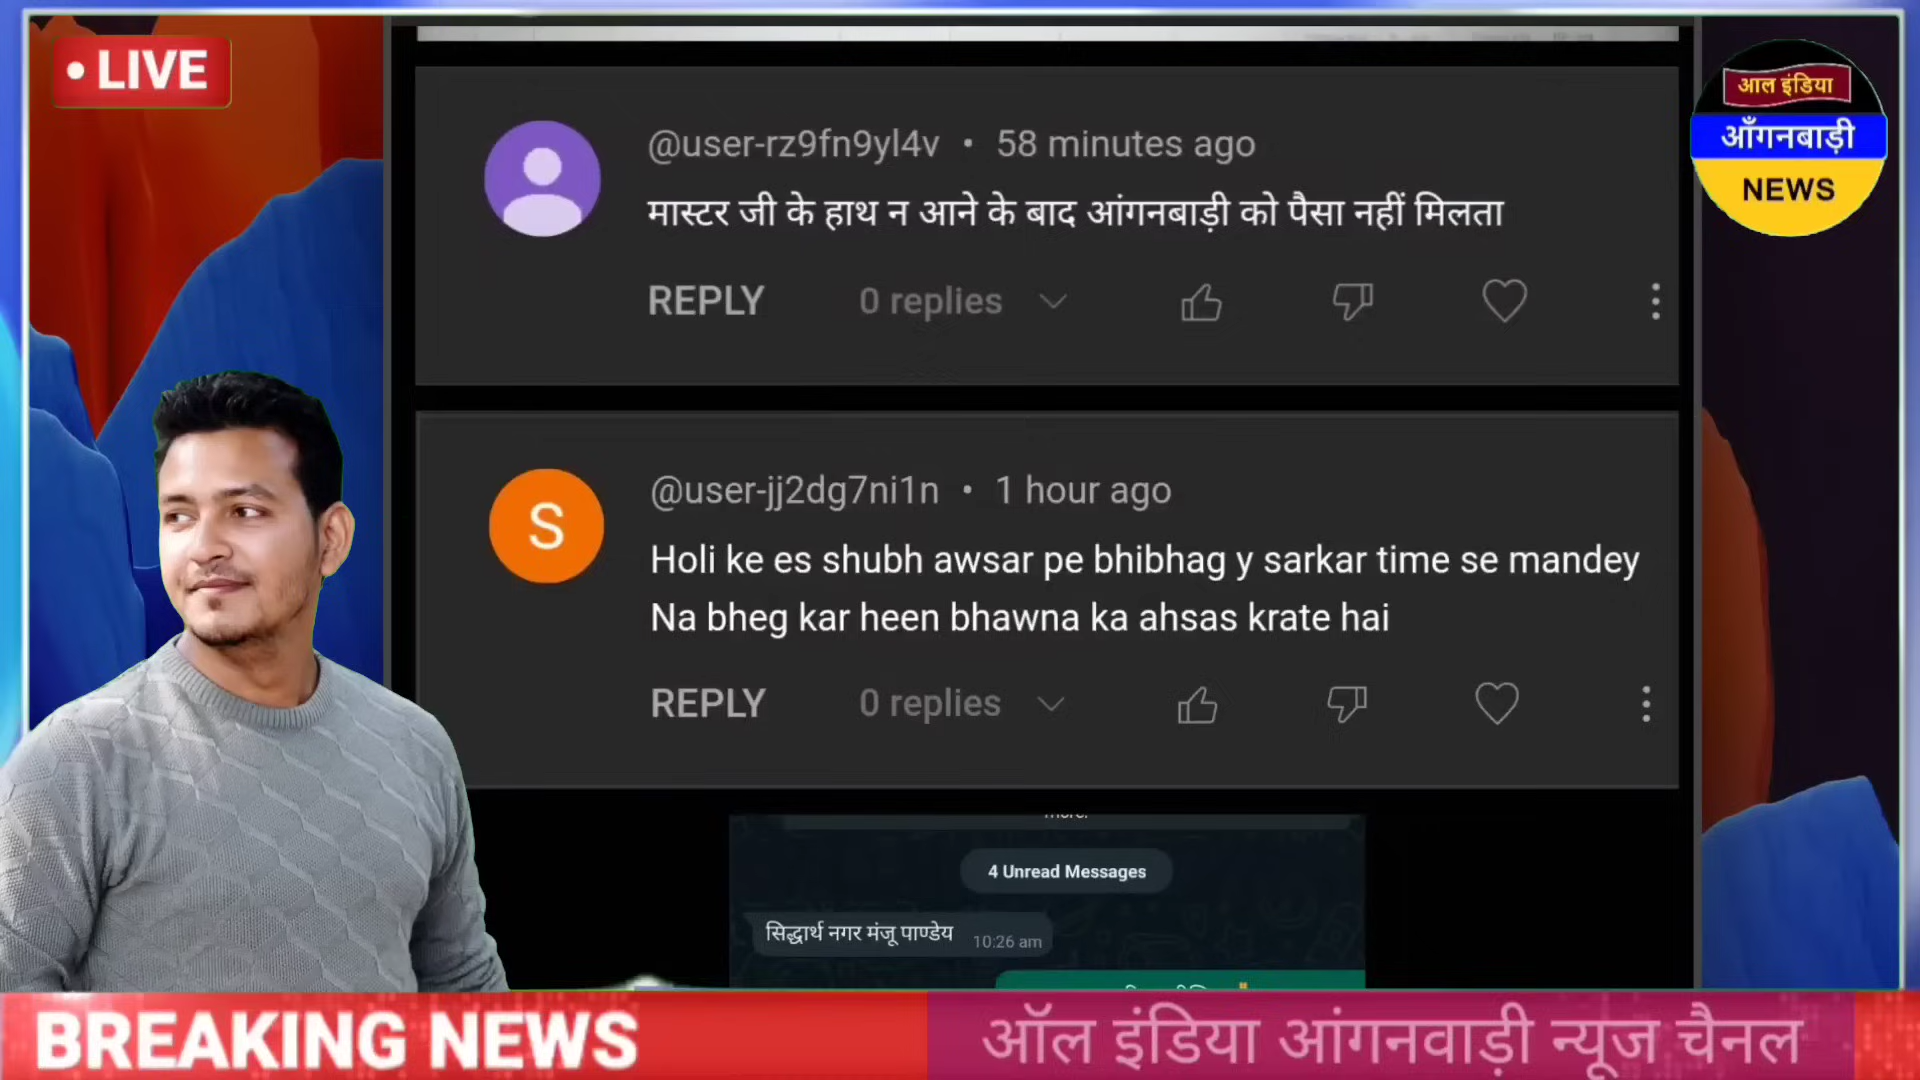 • LIVE
आल इंडिया
आँगनबाड़ी
NEWS
@user-rz9fn9yl4v • 58 minutes ago
मास्टर जी के हाथ न आने के बाद आंगनबाड़ी को पैसा नहीं मिलता
REPLY 0 replies
S
@user-jj2dg7ni1n • 1 hour ago
Holi ke es shubh awsar pe bhibhag y sarkar time se mandey
Na bheg kar heen bhawna ka ahsas krate hai
REPLY 0 replies
4 Unread Messages
सिद्धार्थ नगर मंजू पाण्डेय 10:26 am
BREAKING NEWS
ऑल इंडिया आंगनवाड़ी न्यूज चैनल